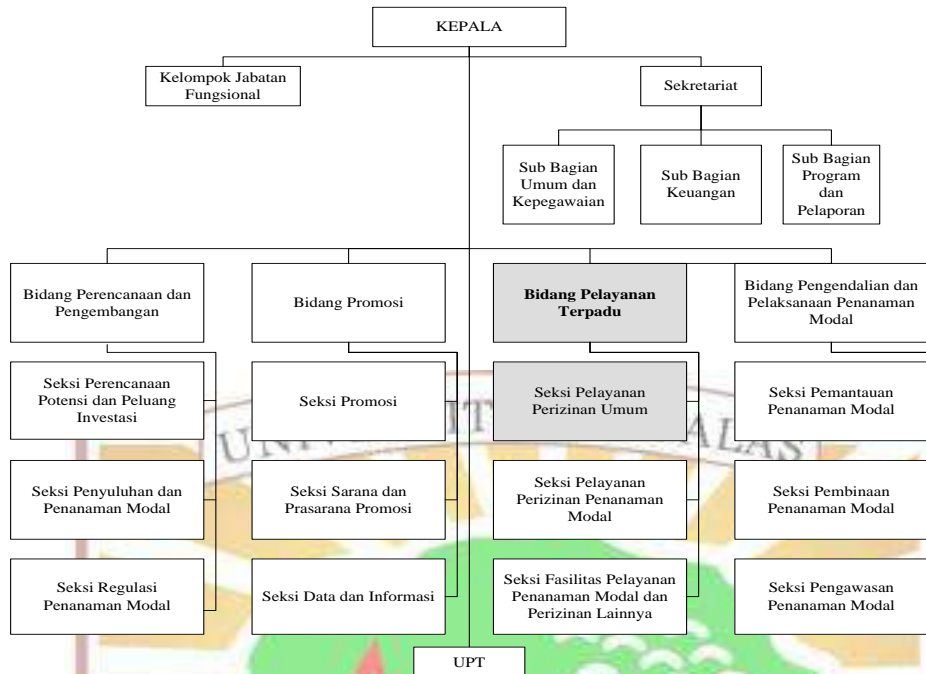 KEPALA
Kelompok Jabatan
Fungsional
Sekretariat
Sub Bagian
Umum dan
Kepegawaian
Sub Bagian
Keuangan
Sub Bagian
Program
dan
Pelaporan
Bidang Perencanaan dan
Pengembangan
Bidang Promosi
Bidang Pelayanan
Terpadu
Bidang Pengendalian dan
Pelaksanaan Penanaman
Modal
Seksi Perencanaan
Potensi dan Peluang
Investasi
Seksi Promosi
Seksi Pelayanan
Perizinan Umum
Seksi Pemantauan
Penanaman Modal
Seksi Penyuluhan dan
Penanaman Modal
Seksi Sarana dan
Prasarana Promosi
Seksi Pelayanan
Perizinan Penanaman
Modal
Seksi Pembinaan
Penanaman Modal
Seksi Regulasi
Penanaman Modal
Seksi Data dan Informasi
Seksi Fasilitas Pelayanan
Penanaman Modal dan
Perizinan Lainnya
Seksi Pengawasan
Penanaman Modal
UPT